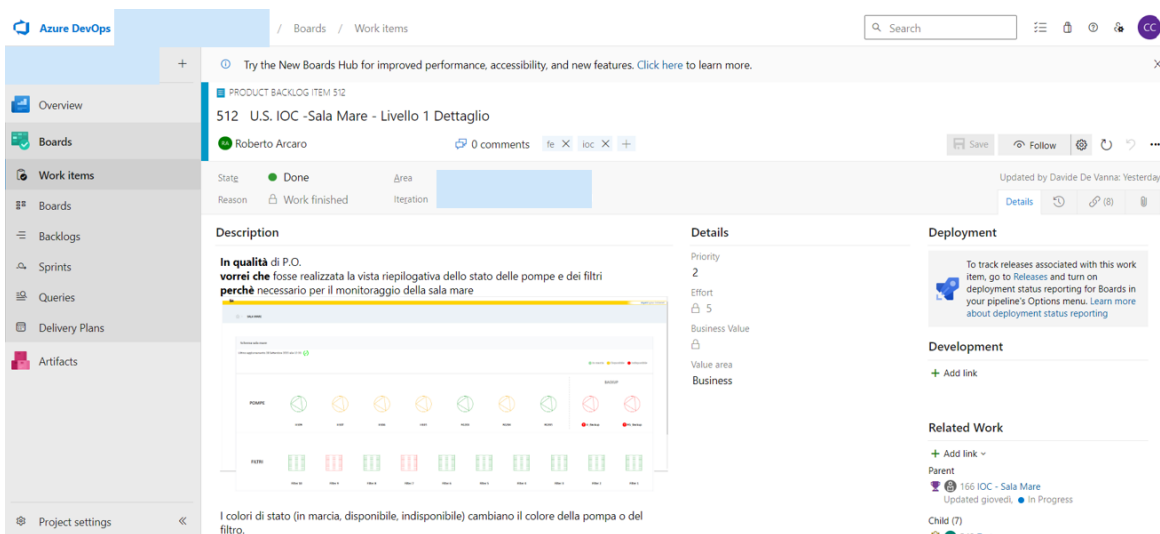 Azure DevOps / Boards / Work items Search CC
+ Try the New Boards Hub for improved performance, accessibility, and new features. Click here to learn more.
PRODUCT BACKLOG ITEM 512
Overview
512 U.S. IOC -Sala Mare - Livello 1 Dettaglio
Boards
RA Roberto Arcaro 0 comments fe ioc + Save Follow
Work items
State Done Area Updated by Davide De Vanna: Yesterday
Reason Work finished Iteration Details (8)
Boards
Backlogs
Sprints
Queries
Delivery Plans
Artifacts
Project settings
Description
In qualità di P.O.
vorrei che fosse realizzata la vista riepilogativa dello stato delle pompe e dei filtri
perchè necessario per il monitoraggio della sala mare
SALA MARE
BACKUP
POMPE
FILTRI
I colori di stato (in marcia, disponibile, indisponibile) cambiano il colore della pompa o del
filtro.
Details
Priority
2
Effort
5
Business Value
Value area
Business
Deployment
To track releases associated with this work
item, go to Releases and turn on
deployment status reporting for Boards in
your pipeline's Options menu. Learn more
about deployment status reporting
Development
+ Add link
Related Work
+ Add link
Parent
166 IOC - Sala Mare
Updated giovedì, In Progress
Child (7)